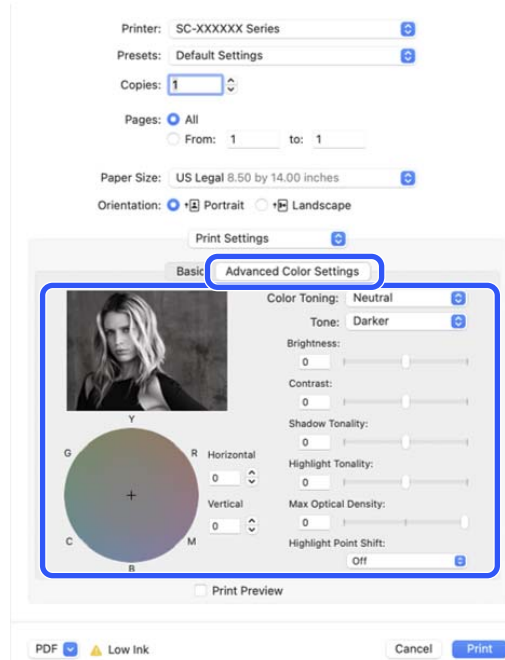 Printer: SC-XXXXXX Series
Presets: Default Settings
Copies: 1
Pages: All
From: 1 to: 1
Paper Size: US Legal 8.50 by 14.00 inches
Orientation: Portrait Landscape
Print Settings
Basic Advanced Color Settings
Color Toning: Neutral
Tone: Darker
Brightness:
0
Contrast:
0
Shadow Tonality:
0
Highlight Tonality:
0
Max Optical Density:
0
Highlight Point Shift:
Off
Y
G R
C M
B
Horizontal
0
Vertical
0
Print Preview
PDF Low Ink Cancel Print